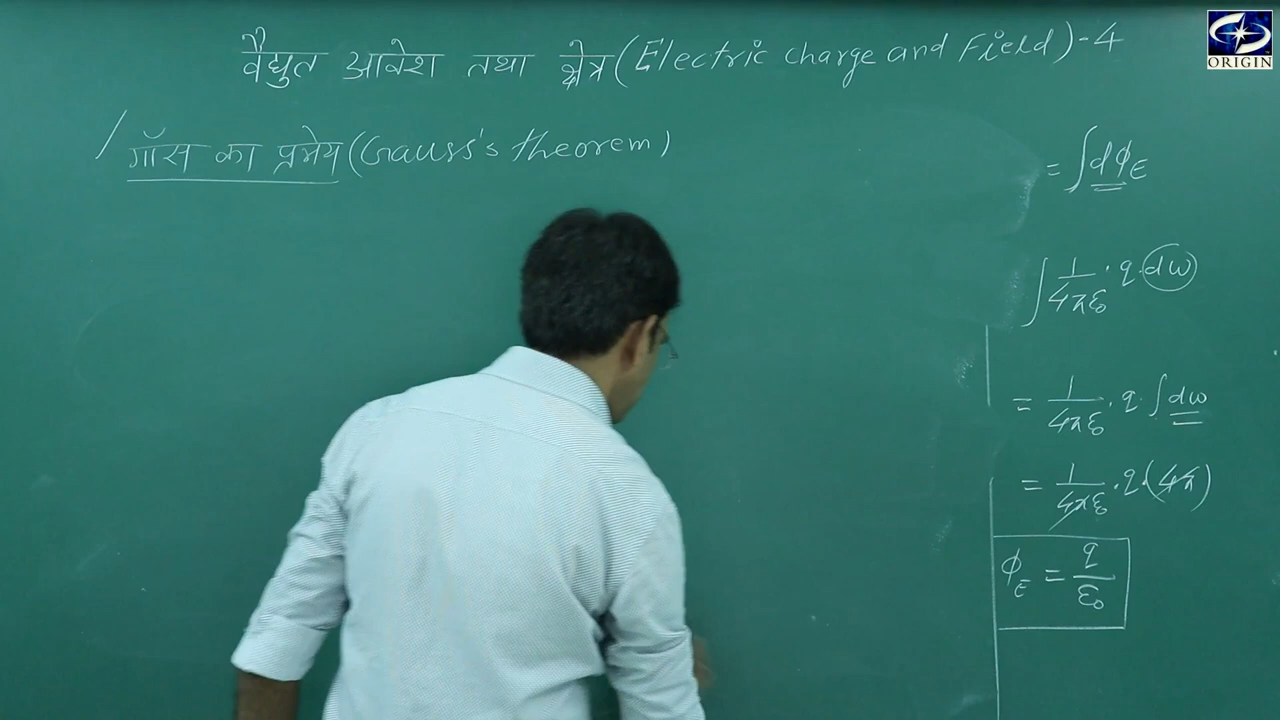 वैद्युत आवेश तथा क्षेत्र (Electric charge and Field)-4
ORIGIN
गॉस का प्रमेय (Gauss's theorem)
= ∫dϕE
∫ 1/4πε0 · q · dω
= 1/4πε0 · q · ∫dω
= 1/4πε0 · q · (4π)
ϕE = q/ε0